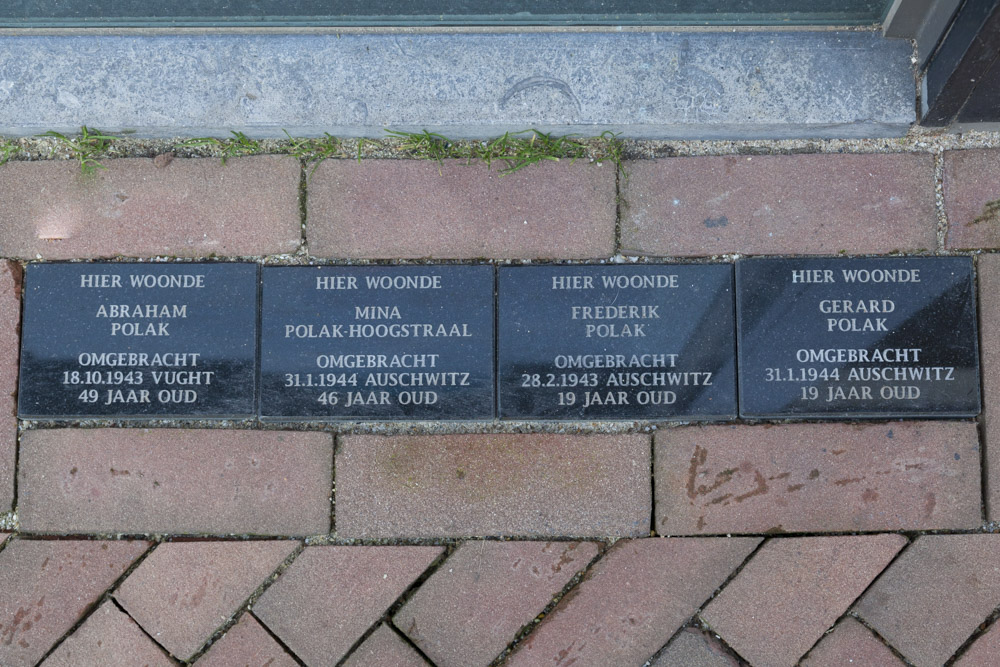 HIER WOONDE
ABRAHAM
POLAK
OMGEBRACHT
18.10.1943 VUGHT
49 JAAR OUD
HIER WOONDE
MINA
POLAK-HOOGSTRAAL
OMGEBRACHT
31.1.1944 AUSCHWITZ
46 JAAR OUD
HIER WOONDE
FREDERIK
POLAK
OMGEBRACHT
28.2.1943 AUSCHWITZ
19 JAAR OUD
HIER WOONDE
GERARD
POLAK
OMGEBRACHT
31.1.1944 AUSCHWITZ
19 JAAR OUD